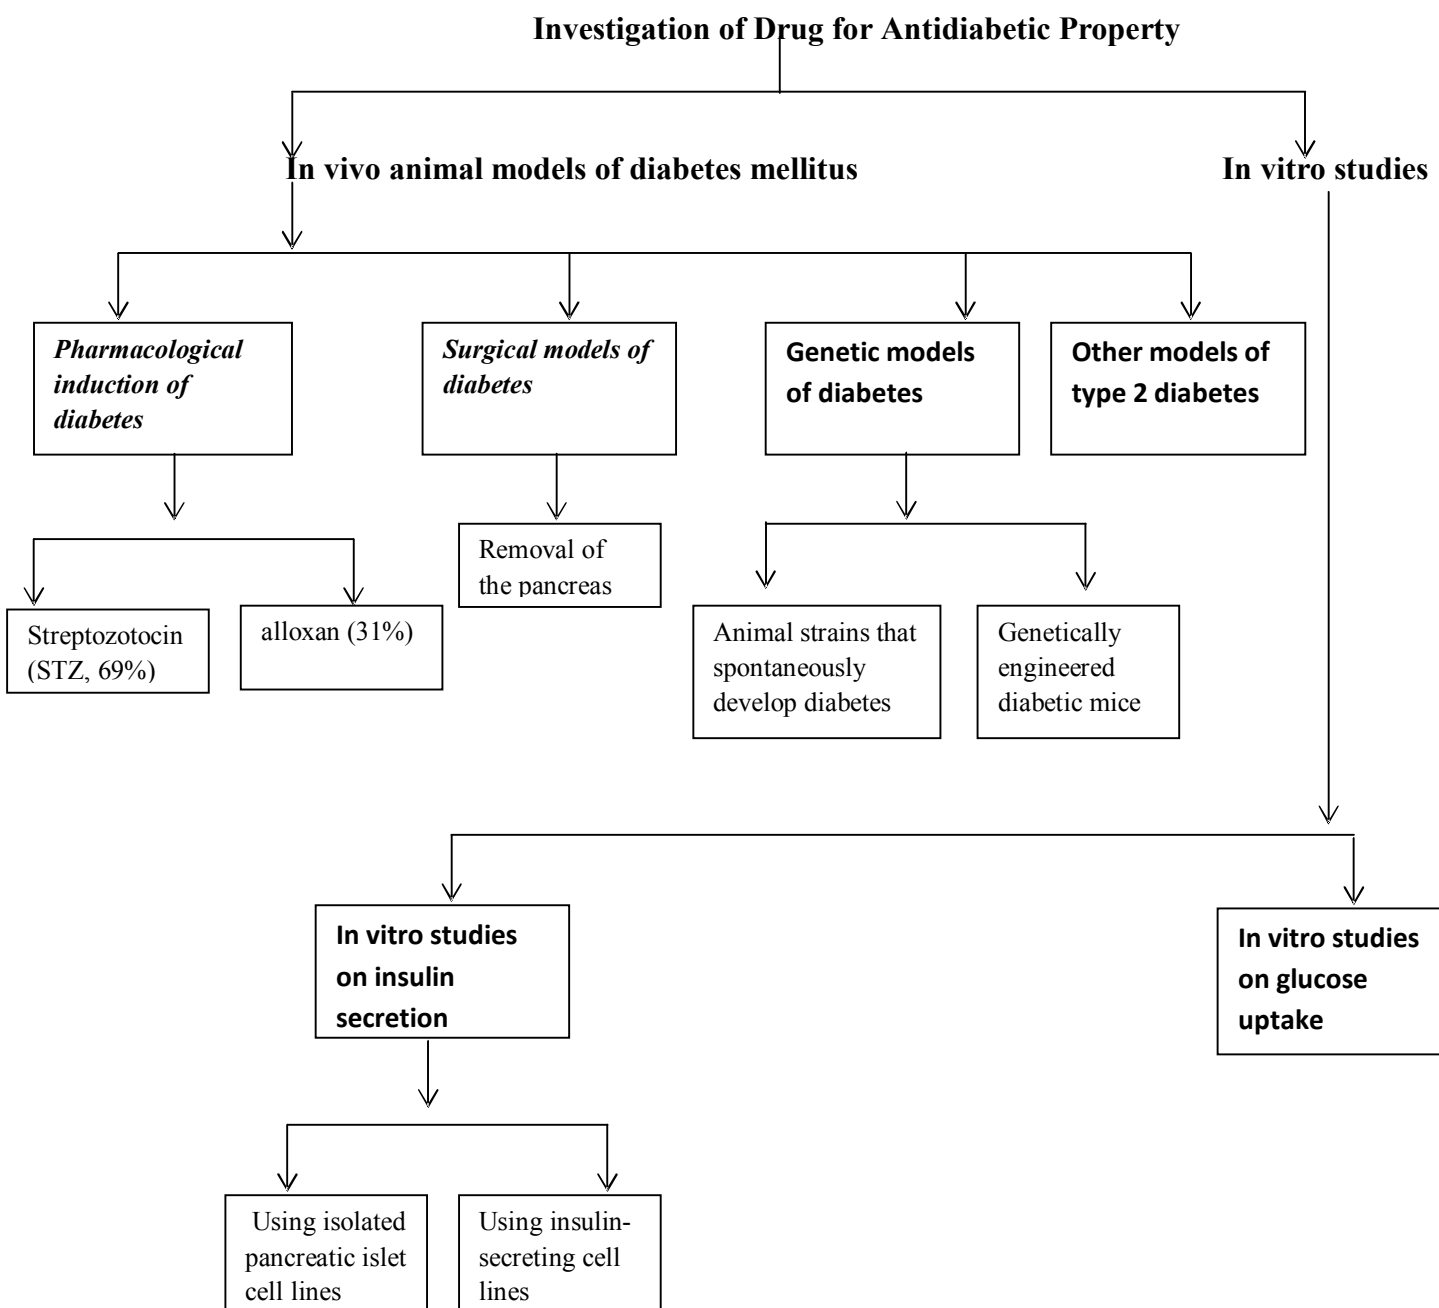 Investigation of Drug for Antidiabetic Property
In vivo animal models of diabetes mellitus
In vitro studies
Pharmacological
induction of
diabetes
Surgical models of
diabetes
Genetic models
of diabetes
Other models of
type 2 diabetes
Streptozotocin
(STZ, 69%)
alloxan (31%)
Removal of
the pancreas
Animal strains that
spontaneously
develop diabetes
Genetically
engineered
diabetic mice
In vitro studies
on insulin
secretion
In vitro studies
on glucose
uptake
Using isolated
pancreatic islet
cell lines
Using insulin-
secreting cell
lines